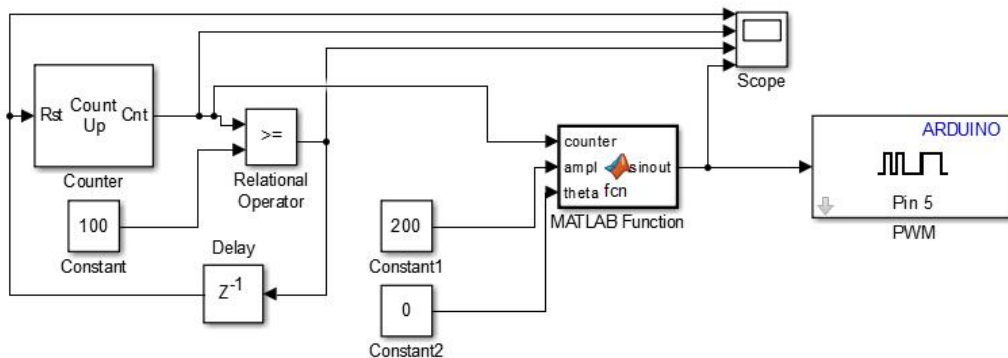 Scope
Rst
Count
Up
Cnt
Counter
>=
Relational
Operator
100
Constant
Delay
Z-1
counter
ampl
sinout
theta
fcn
MATLAB Function
200
Constant1
0
Constant2
ARDUINO
Pin 5
PWM